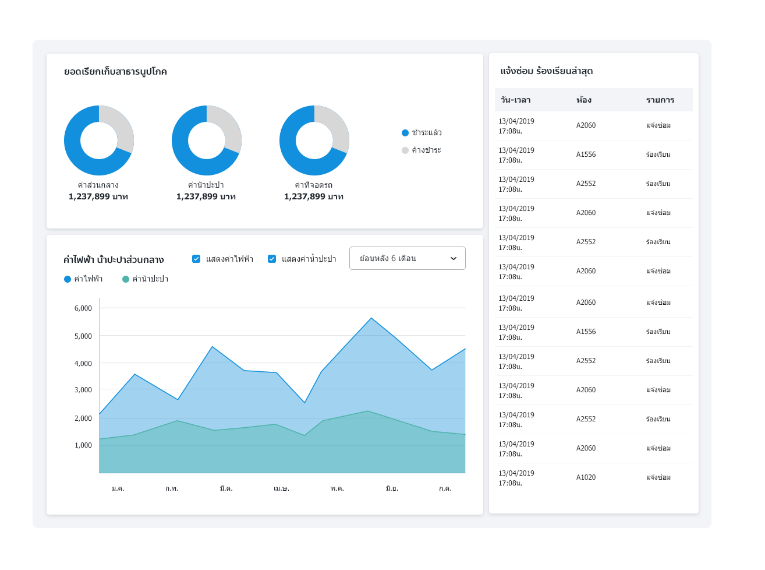 ยอดเรียกเก็บสาธารนูปโภค
ชำระแล้ว
ค้างชำระ
ค่าส่วนกลาง
1,237,899 บาท
ค่าน้ำปะปา
1,237,899 บาท
ค่าที่จอดรถ
1,237,899 บาท
ค่าไฟฟ้า น้ำปะปาส่วนกลาง
แสดงค่าไฟฟ้า
แสดงค่าน้ำปะปา
ย้อนหลัง 6 เดือน
ค่าไฟฟ้า
ค่าน้ำปะปา
6,000
5,000
4,000
3,000
2,000
1,000
ม.ค. ก.พ. มี.ค. เม.ษ. พ.ค. มิ.ย. ก.ค.
แจ้งซ่อม ร้องเรียนล่าสุด
วัน-เวลา ห้อง รายการ
13/04/2019 17:08น. A2060 แจ้งซ่อม
13/04/2019 17:08น. A1556 ร้องเรียน
13/04/2019 17:08น. A2552 ร้องเรียน
13/04/2019 17:08น. A2060 แจ้งซ่อม
13/04/2019 17:08น. A2552 ร้องเรียน
13/04/2019 17:08น. A2060 แจ้งซ่อม
13/04/2019 17:08น. A2060 แจ้งซ่อม
13/04/2019 17:08น. A1556 ร้องเรียน
13/04/2019 17:08น. A2552 ร้องเรียน
13/04/2019 17:08น. A2060 แจ้งซ่อม
13/04/2019 17:08น. A2552 ร้องเรียน
13/04/2019 17:08น. A2060 แจ้งซ่อม
13/04/2019 17:08น. A1020 แจ้งซ่อม